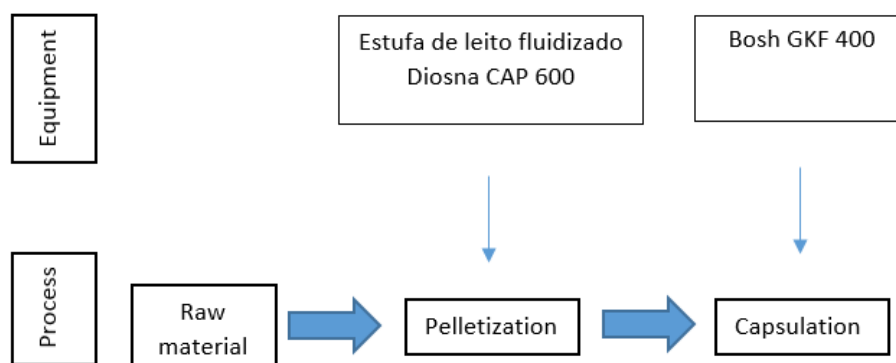 Equipment
Estufa de leito fluidizado
Diosna CAP 600
Bosh GKF 400
Process
Raw
material
Pelletization
Capsulation